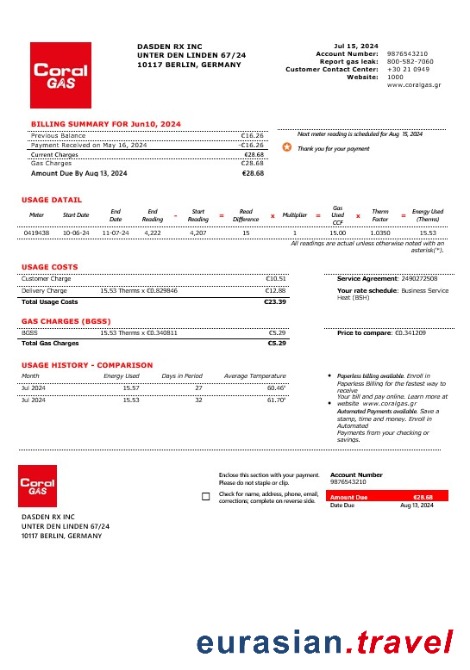 Coral
GAS
DASDEN RX INC
UNTER DEN LINDEN 67/24
10117 BERLIN, GERMANY
Jul 15, 2024
Account Number: 9876543210
Report gas leak: 800-582-7060
Customer Contact Center: +30 21 0949
Website: 1000
www.coralgas.gr
BILLING SUMMARY FOR Jun10, 2024
Previous Balance €16.26
Payment Received on May 16, 2024 -€16.26
Current Charges €28.68
Gas Charges €28.68
Amount Due By Aug 13, 2024 €28.68
Next meter reading is scheduled for Aug 15, 2024
Thank you for your payment
USAGE DATAIL
Meter Start Date End Date End Reading – Start Reading = Read Difference x Multiplier = Gas Used CCF x Therm Factor = Energy Used (Therms)
0419438 10-06-24 11-07-24 4,222 4,207 15 1 15.00 1.0350 15.53
All readings are actual unless otherwise noted with an
asterisk(*).
USAGE COSTS
Customer Charge €10.51
Delivery Charge 15.53 Therms x €0.829846 €12.88
Total Usage Costs €23.39
Service Agreement: 2490272508
Your rate schedule: Business Service
Heat (BSH)
GAS CHARGES (BGSS)
BGSS 15.53 Therms x €0.340811 €5.29
Total Gas Charges €5.29
Price to compare: €0.341209
USAGE HISTORY - COMPARISON
Month Energy Used Days in Period Average Temperature
Jul 2024 15.57 27 60.40°
Jul 2024 15.53 32 61.70°
• Paperless billing available. Enroll in
Paperless Billing for the fastest way to
receive
Your bill and pay online. Learn more at
• website www.coralgas.gr
Automated Payments available. Save a
stamp, time and money. Enroll in
Automated
Payments from your checking or
savings.
Coral
GAS
DASDEN RX INC
UNTER DEN LINDEN 67/24
10117 BERLIN, GERMANY
Enclose this section with your payment.
Please do not staple or clip.
Check for name, address, phone, email,
corrections, complete on reverse side.
Account Number
9876543210
Amount Due €28.68
Date Due Aug 13, 2024
eurasian.travel